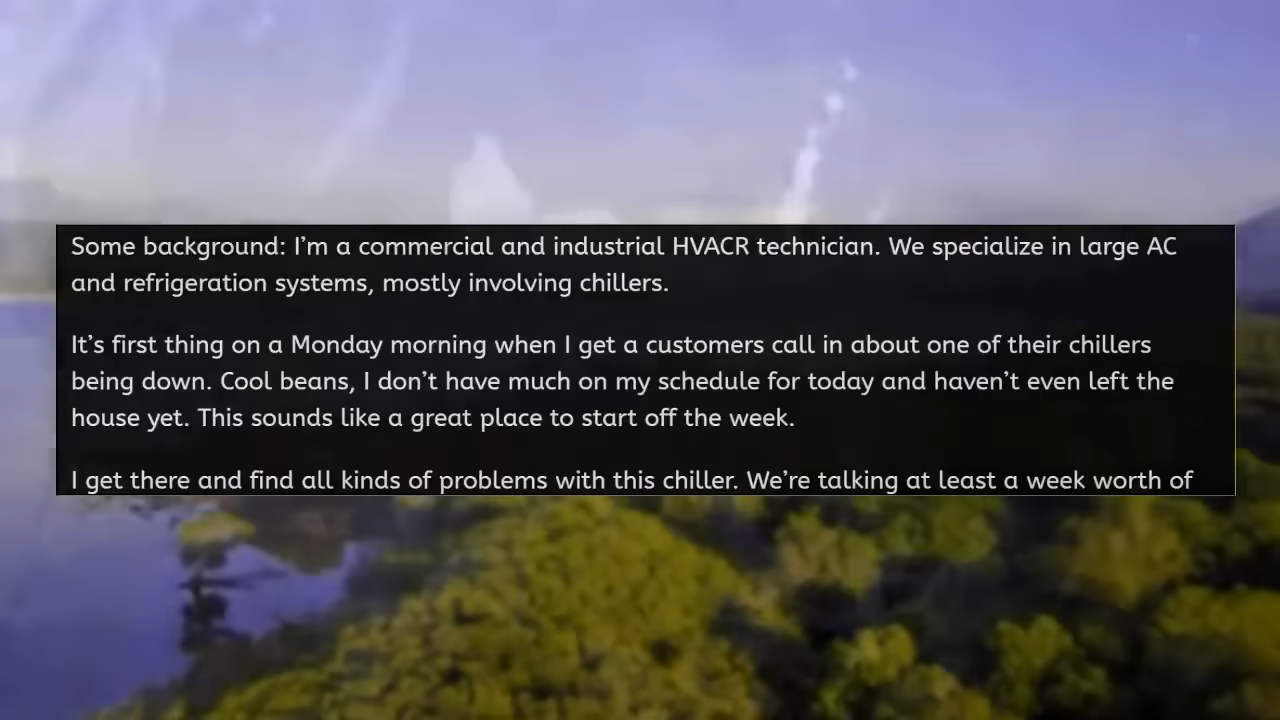 Some background: I'm a commercial and industrial HVACR technician. We specialize in large AC
and refrigeration systems, mostly involving chillers.
It's first thing on a Monday morning when I get a customers call in about one of their chillers
being down. Cool beans, I don't have much on my schedule for today and haven't even left the
house yet. This sounds like a great place to start off the week.
I get there and find all kinds of problems with this chiller. We're talking at least a week worth of